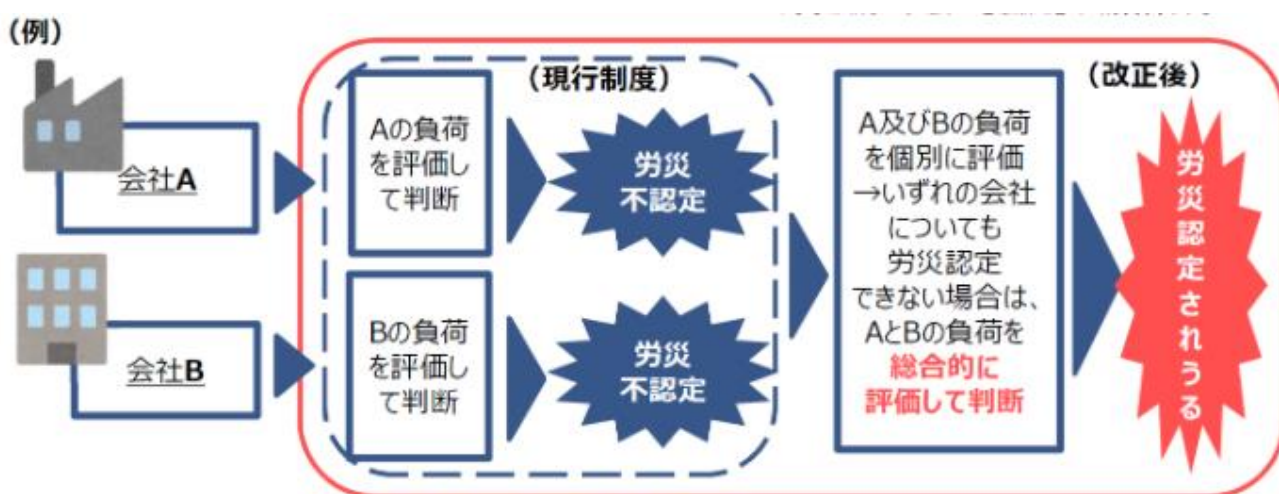 （例）
会社A
会社B
（現行制度）
Aの負荷
を評価し
て判断
労災
不認定
Bの負荷
を評価し
て判断
労災
不認定
（改正後）
A及びBの負荷
を個別に評価
→いずれの会社
についても
労災認定
できない場合は、
AとBの負荷を
総合的に
評価して判断
労災認定されうる